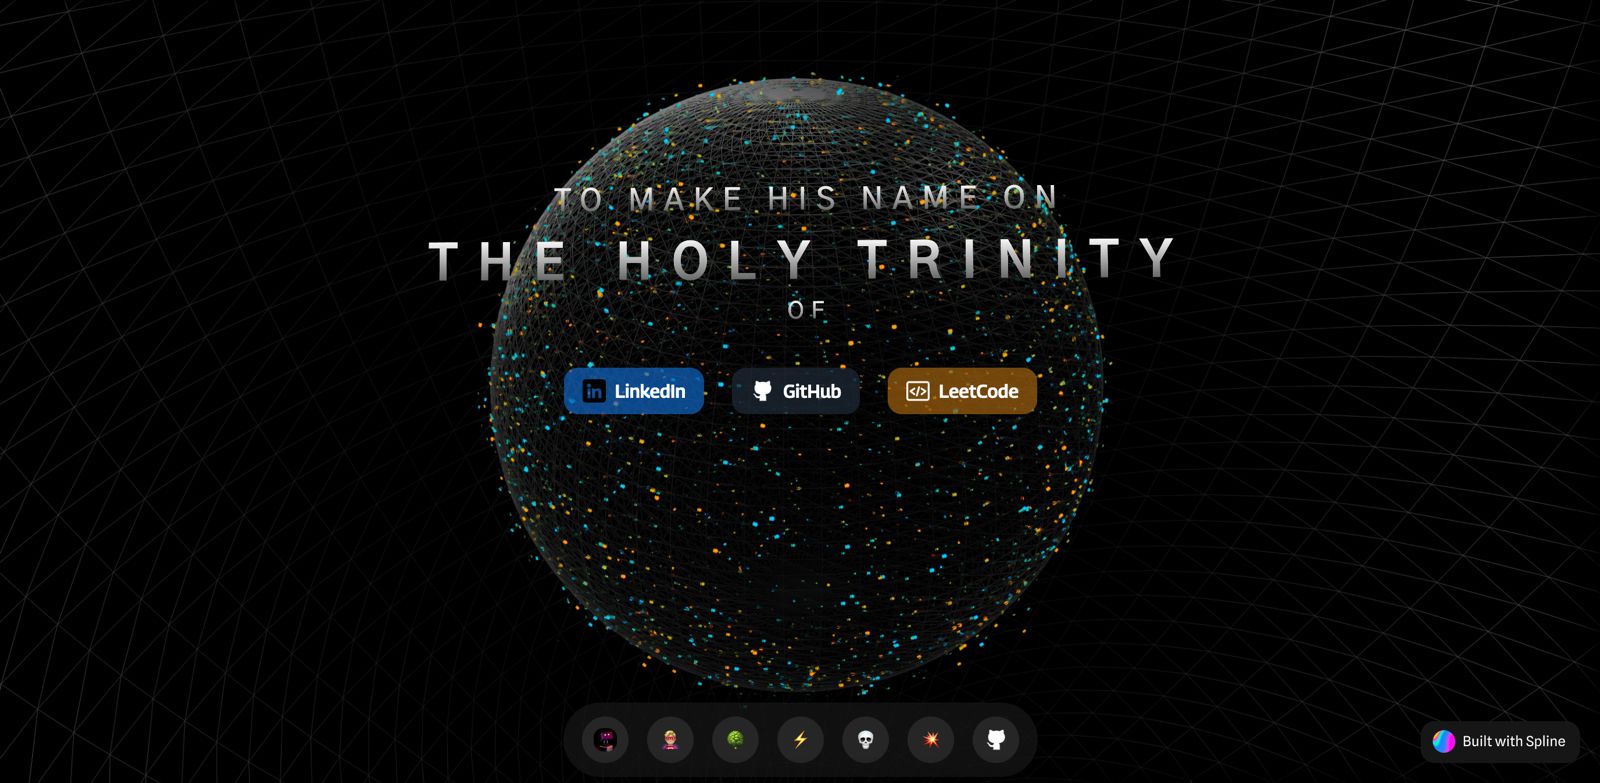 TO MAKE HIS NAME ON
THE HOLY TRINITY
OF
LinkedIn GitHub LeetCode
Built with Spline